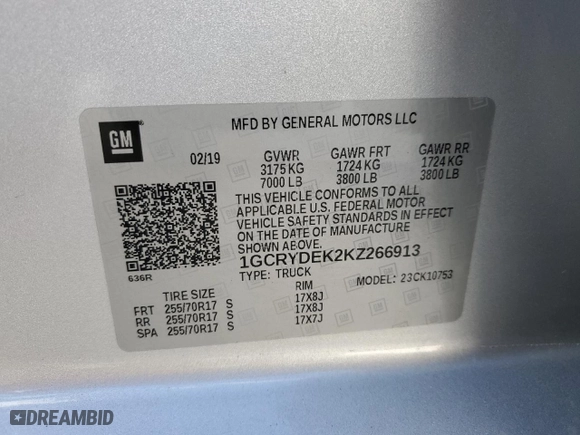 GM
MFD BY GENERAL MOTORS LLC
02/19 GVWR GAWR FRT GAWR RR
3175 KG 1724 KG 1724 KG
7000 LB 3800 LB 3800 LB
THIS VEHICLE CONFORMS TO ALL
APPLICABLE U.S. FEDERAL MOTOR
VEHICLE SAFETY STANDARDS IN EFFECT
ON THE DATE OF MANUFACTURE
SHOWN ABOVE.
1GCRYDEK2KZ266913
636R TYPE: TRUCK MODEL: 23CK10753
TIRE SIZE RIM
FRT 255/70R17 S 17X8J
RR 255/70R17 S 17X8J
SPA 255/70R17 S 17X7J
DREAMBID